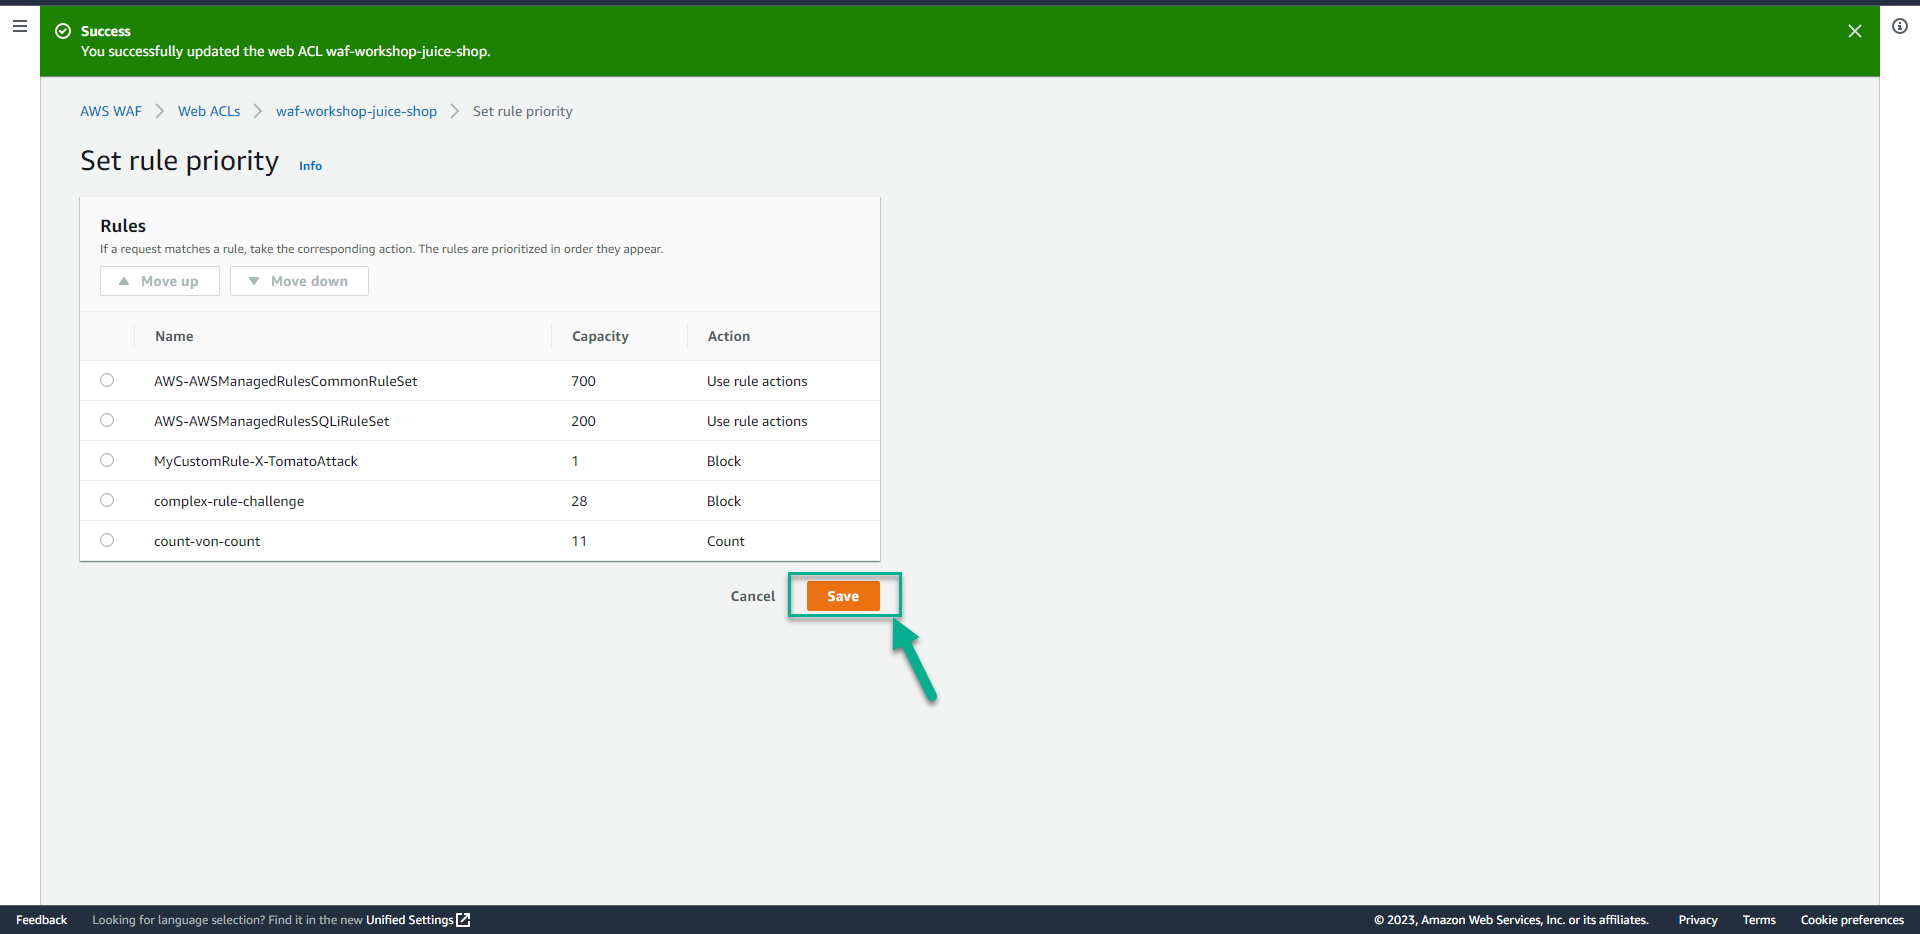 Success
You successfully updated the web ACL waf-workshop-juice-shop.
AWS WAF > Web ACLs > waf-workshop-juice-shop > Set rule priority
Set rule priority Info
Rules
If a request matches a rule, take the corresponding action. The rules are prioritized in order they appear.
▲ Move up ▼ Move down
Name Capacity Action
AWS-AWSManagedRulesCommonRuleSet 700 Use rule actions
AWS-AWSManagedRulesSQLiRuleSet 200 Use rule actions
MyCustomRule-X-TomatoAttack 1 Block
complex-rule-challenge 28 Block
count-von-count 11 Count
Cancel Save
Feedback Looking for language selection? Find it in the new Unified Settings © 2023, Amazon Web Services, Inc. or its affiliates. Privacy Terms Cookie preferences